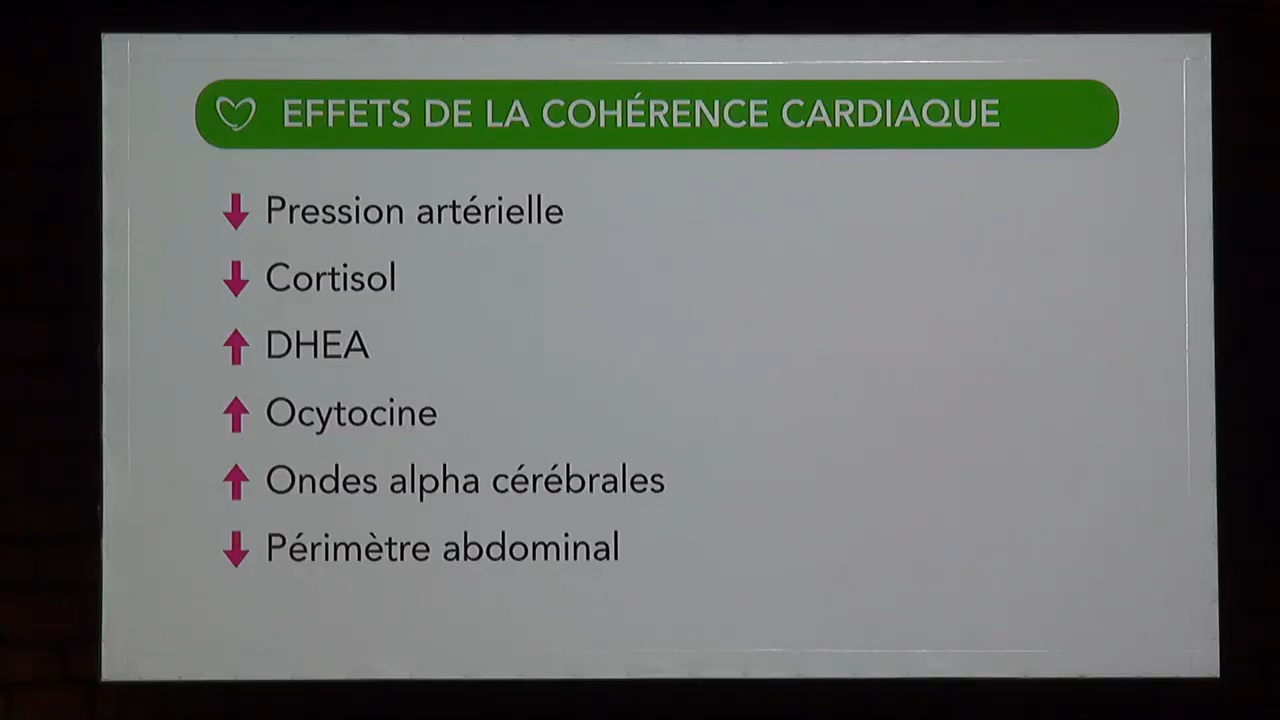 EFFETS DE LA COHÉRENCE CARDIAQUE
↓ Pression artérielle
↓ Cortisol
↑ DHEA
↑ Ocytocine
↑ Ondes alpha cérébrales
↓ Périmètre abdominal